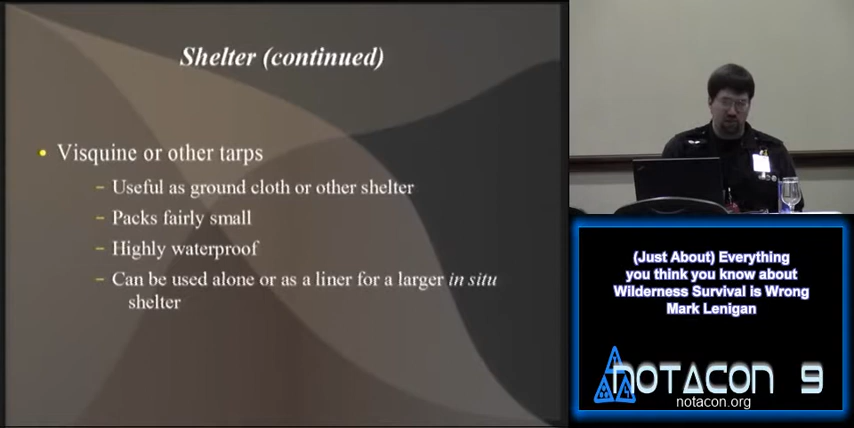 Shelter (continued)
• Visquine or other tarps
– Useful as ground cloth or other shelter
– Packs fairly small
– Highly waterproof
– Can be used alone or as a liner for a larger in situ
shelter
(Just About) Everything
you think you know about
Wilderness Survival is Wrong
Mark Lenigan
NOTACON 9
notacon.org